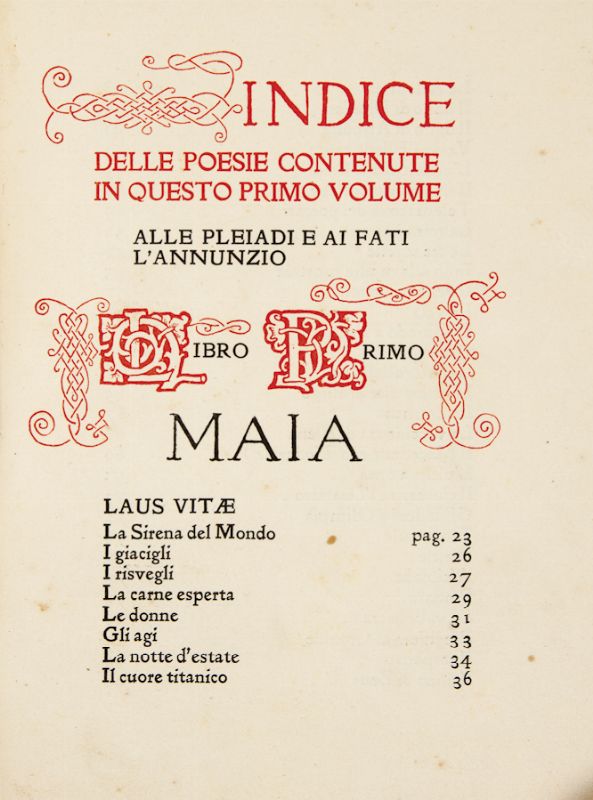 INDICE
DELLE POESIE CONTENUTE
IN QUESTO PRIMO VOLUME
ALLE PLEIADI E AI FATI
L'ANNUNZIO
LIBRO PRIMO
MAIA
LAUS VITÆ
La Sirena del Mondo pag. 23
I giacigli 26
I risvegli 27
La carne esperta 29
Le donne 31
Gli agi 33
La notte d'estate 34
Il cuore titanico 36